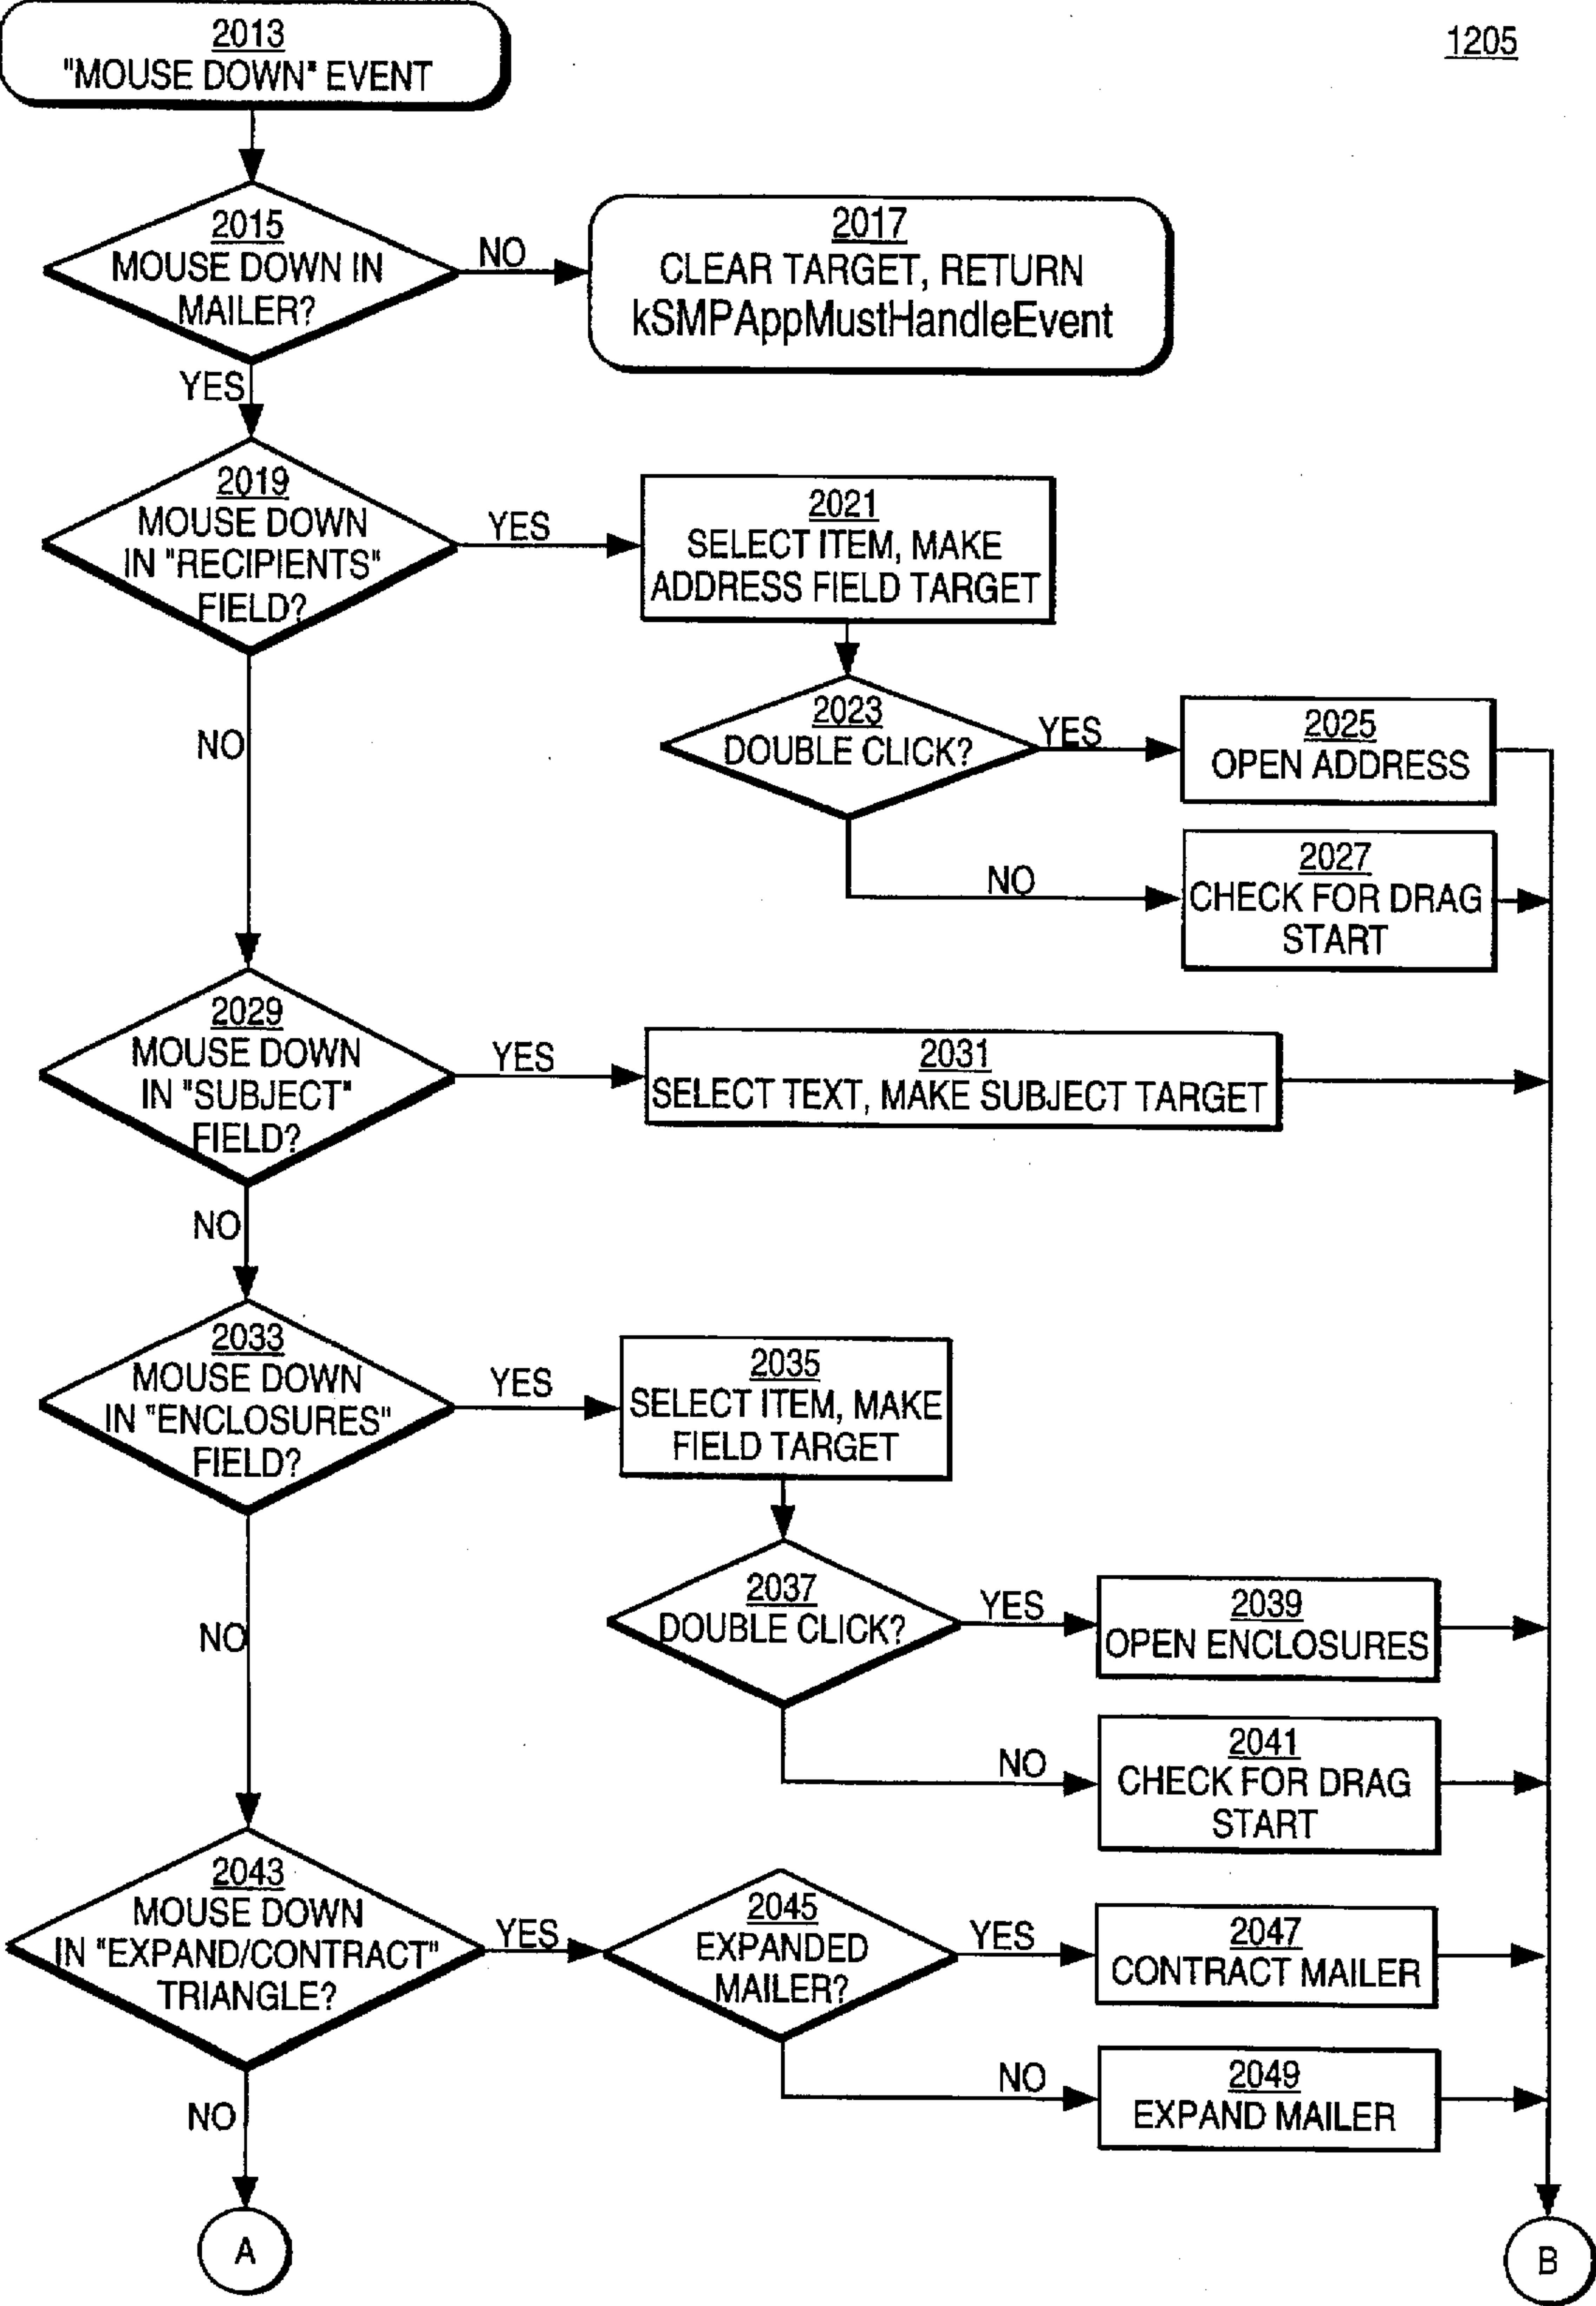 2013
"MOUSE DOWN" EVENT
1205
2015
MOUSE DOWN IN
MAILER?
NO
2017
CLEAR TARGET, RETURN
kSMPAppMustHandleEvent
YES
2019
MOUSE DOWN
IN "RECIPIENTS"
FIELD?
YES
2021
SELECT ITEM, MAKE
ADDRESS FIELD TARGET
2023
DOUBLE CLICK?
YES
2025
OPEN ADDRESS
NO
NO
2027
CHECK FOR DRAG
START
2029
MOUSE DOWN
IN "SUBJECT"
FIELD?
YES
2031
SELECT TEXT, MAKE SUBJECT TARGET
NO
2033
MOUSE DOWN
IN "ENCLOSURES"
FIELD?
YES
2035
SELECT ITEM, MAKE
FIELD TARGET
2037
DOUBLE CLICK?
YES
2039
OPEN ENCLOSURES
NO
NO
2041
CHECK FOR DRAG
START
2043
MOUSE DOWN
IN "EXPAND/CONTRACT"
TRIANGLE?
YES
2045
EXPANDED
MAILER?
YES
2047
CONTRACT MAILER
NO
2049
EXPAND MAILER
NO
A
B